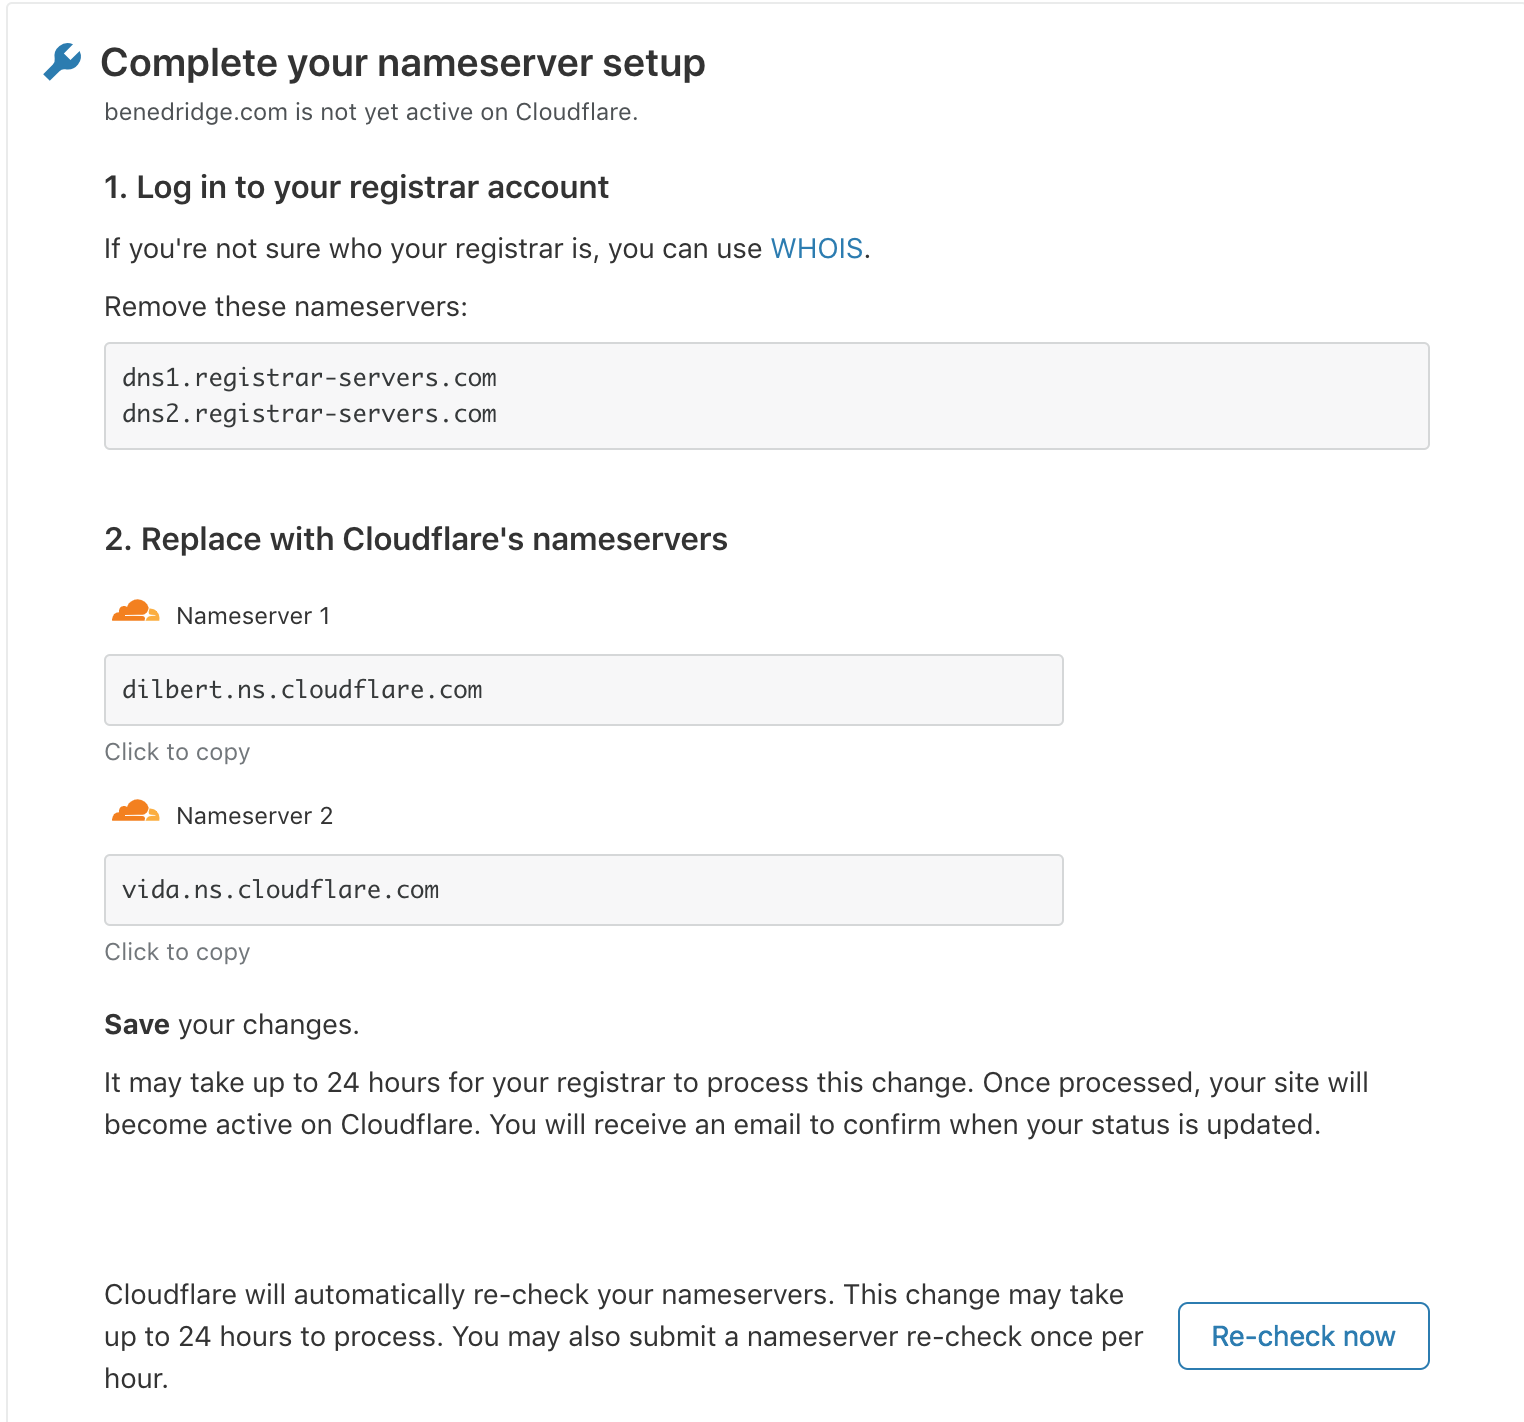 Complete your nameserver setup
benedridge.com is not yet active on Cloudflare.
1. Log in to your registrar account
If you're not sure who your registrar is, you can use WHOIS.
Remove these nameservers:
dns1.registrar-servers.com
dns2.registrar-servers.com
2. Replace with Cloudflare's nameservers
Nameserver 1
dilbert.ns.cloudflare.com
Click to copy
Nameserver 2
vida.ns.cloudflare.com
Click to copy
Save your changes.
It may take up to 24 hours for your registrar to process this change. Once processed, your site will
become active on Cloudflare. You will receive an email to confirm when your status is updated.
Cloudflare will automatically re-check your nameservers. This change may take
up to 24 hours to process. You may also submit a nameserver re-check once per
hour.
Re-check now